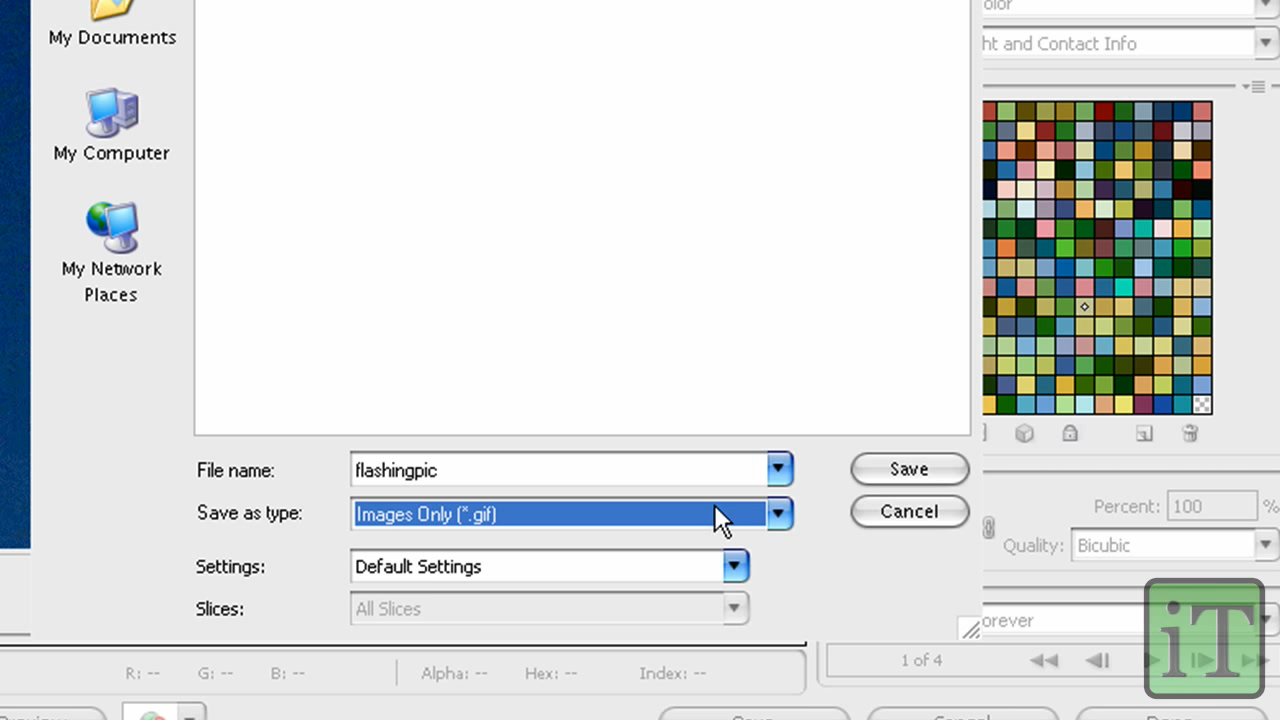 olor
My Documents
ht and Contact Info
My Computer
My Network
Places
File name:
flashingpic
Save
Save as type:
Images Only (*.gif)
Cancel
Percent:
100
%
Quality:
Bicubic
Settings:
Default Settings
Slices:
All Slices
orever
iT
R: --
G: --
B: --
Alpha: --
Hex: --
Index: --
1 of 4